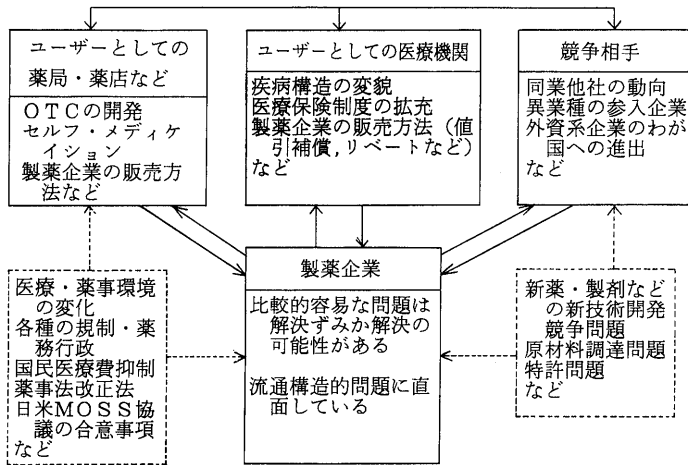 ユーザーとしての
薬局・薬店など
OTCの開発
セルフ・メディケ
イション
製薬企業の販売方
法など
ユーザーとしての医療機関
疾病構造の変貌
医療保険制度の拡充
製薬企業の販売方法（値
引補償,リベートなど）
など
競争相手
同業他社の動向
異業種の参入企業
外資系企業のわが
国への進出
など
医療・薬事環境
の変化
各種の規制・薬
務行政
国民医療費抑制
薬事法改正法
日米MOSS協
議の合意事項
など
製薬企業
比較的容易な問題は
解決ずみか解決の
可能性がある
流通構造的問題に直
面している
新薬・製剤など
の新技術開発
競争問題
原材料調達問題
特許問題
など